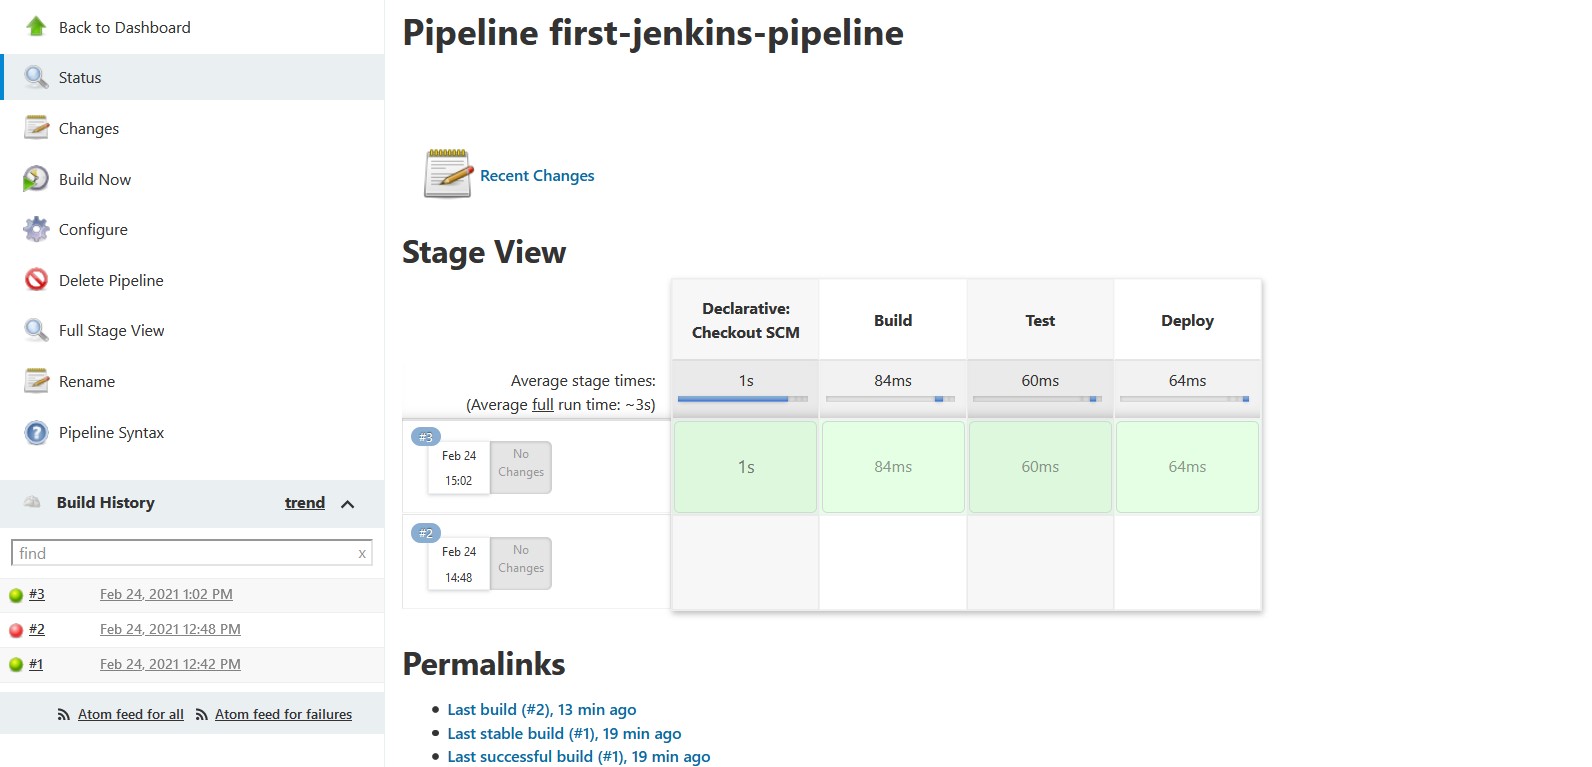 Back to Dashboard
Status
Changes
Build Now
Configure
Delete Pipeline
Full Stage View
Rename
Pipeline Syntax
Build History trend
find x
#3 Feb 24, 2021 1:02 PM
#2 Feb 24, 2021 12:48 PM
#1 Feb 24, 2021 12:42 PM
Atom feed for all Atom feed for failures
Pipeline first-jenkins-pipeline
Recent Changes
Stage View
Declarative:
Checkout SCM
Build
Test
Deploy
Average stage times:
(Average full run time: ~3s)
1s 84ms 60ms 64ms
#3
Feb 24
15:02
No
Changes
1s 84ms 60ms 64ms
#2
Feb 24
14:48
No
Changes
Permalinks
Last build (#2), 13 min ago
Last stable build (#1), 19 min ago
Last successful build (#1), 19 min ago